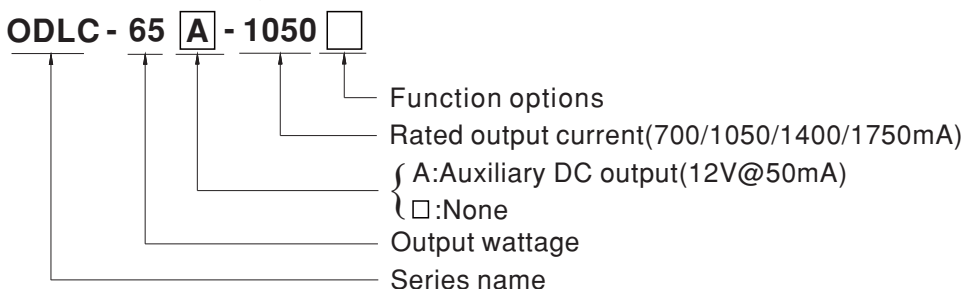 ODLC - 65 A - 1050 □
Function options
Rated output current(700/1050/1400/1750mA)
A:Auxiliary DC output(12V@50mA)
□:None
Output wattage
Series name